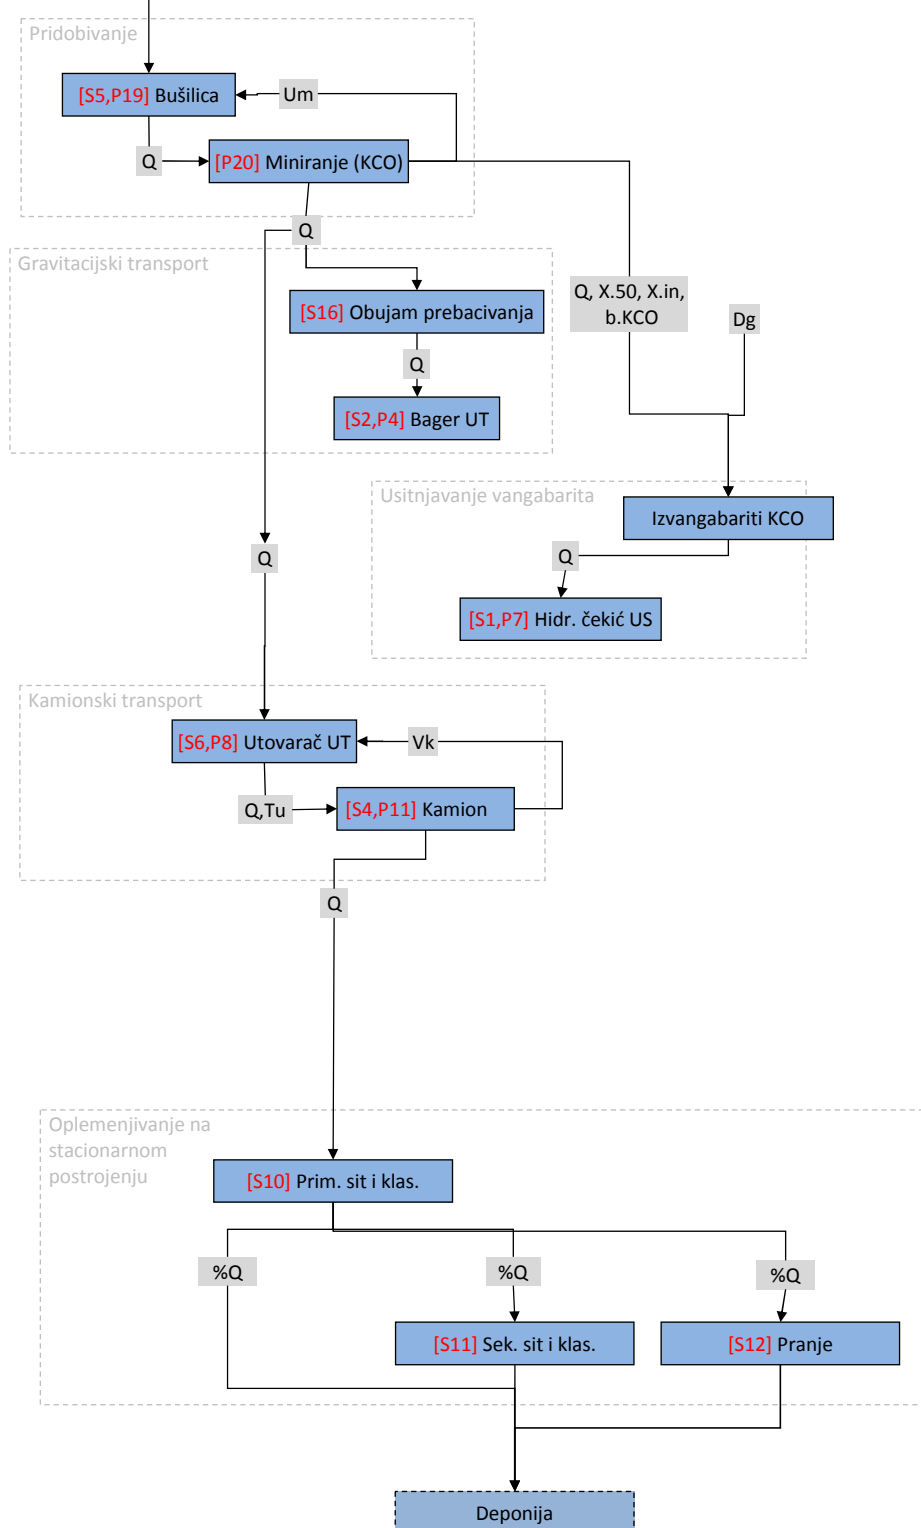 Pridobivanje
[S5,P19] Bušilica
Um
Q
[P20] Miniranje (KCO)
Q
Gravitacijski transport
[S16] Obujam prebacivanja
Q, X.50, X.in,
b.KCO
Dg
Q
[S2,P4] Bager UT
Usitnjavanje vangabarita
Izvangabariti KCO
Q
Q
[S1,P7] Hidr. čekić US
Kamionski transport
[S6,P8] Utovarač UT
Vk
Q,Tu
[S4,P11] Kamion
Q
Oplemenjivanje na
stacionarnom
postrojenju
[S10] Prim. sit i klas.
%Q
%Q
%Q
[S11] Sek. sit i klas.
[S12] Pranje
Deponija